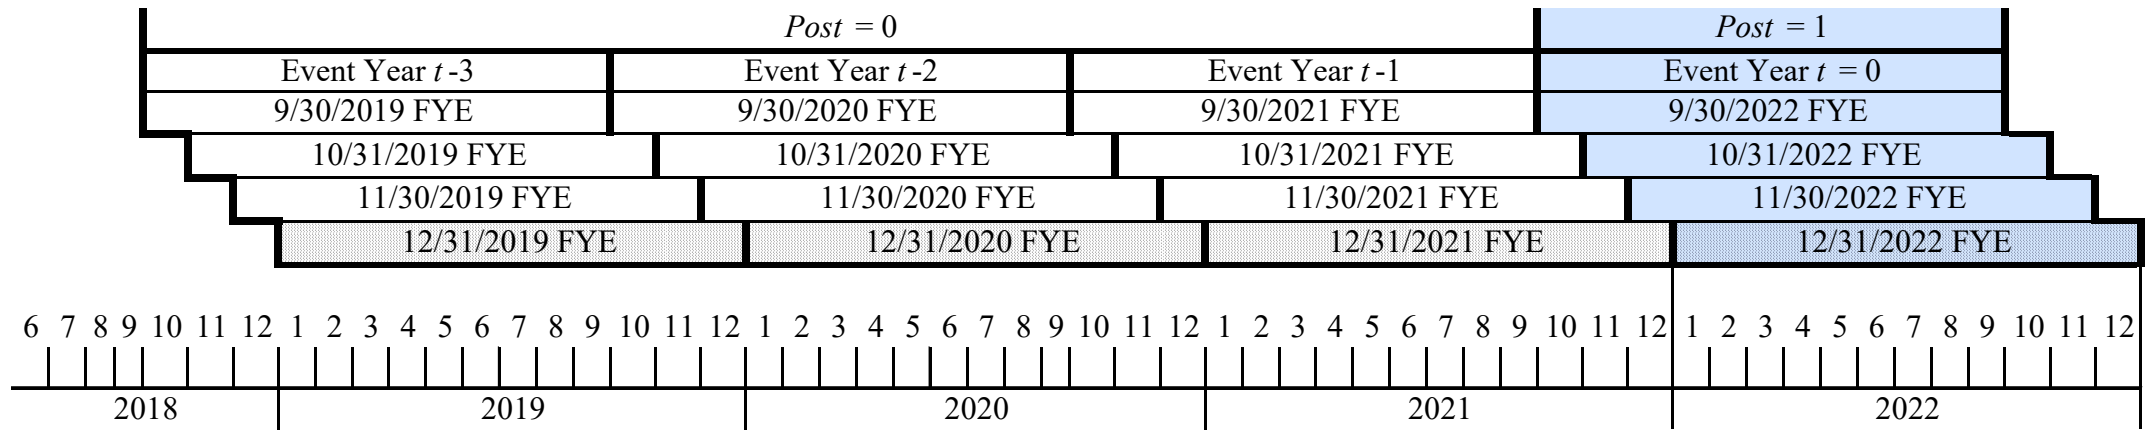 Post = 0 Post = 1
Event Year t -3 Event Year t -2 Event Year t -1 Event Year t = 0
9/30/2019 FYE 9/30/2020 FYE 9/30/2021 FYE 9/30/2022 FYE
10/31/2019 FYE 10/31/2020 FYE 10/31/2021 FYE 10/31/2022 FYE
11/30/2019 FYE 11/30/2020 FYE 11/30/2021 FYE 11/30/2022 FYE
12/31/2019 FYE 12/31/2020 FYE 12/31/2021 FYE 12/31/2022 FYE
6 7 8 9 10 11 12 1 2 3 4 5 6 7 8 9 10 11 12 1 2 3 4 5 6 7 8 9 10 11 12 1 2 3 4 5 6 7 8 9 10 11 12 1 2 3 4 5 6 7 8 9 10 11 12
2018 2019 2020 2021 2022